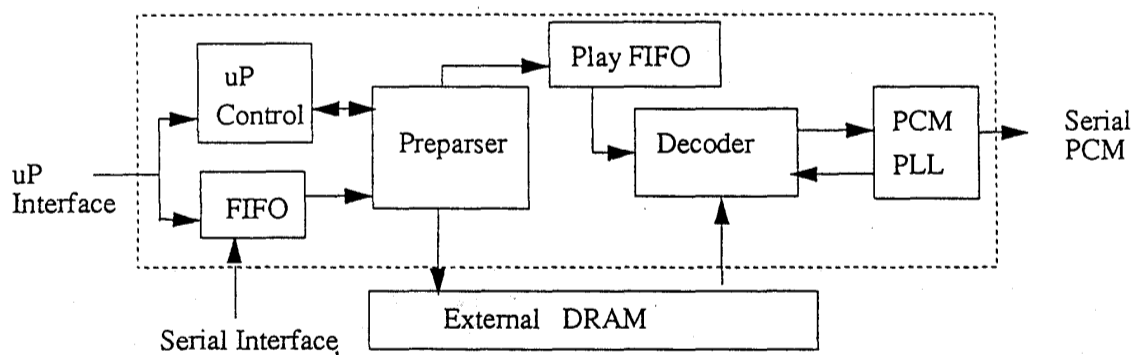 uP
Control
Play FIFO
Preparser
Decoder
PCM
PLL
Serial
PCM
uP
Interface
FIFO
External DRAM
Serial Interface